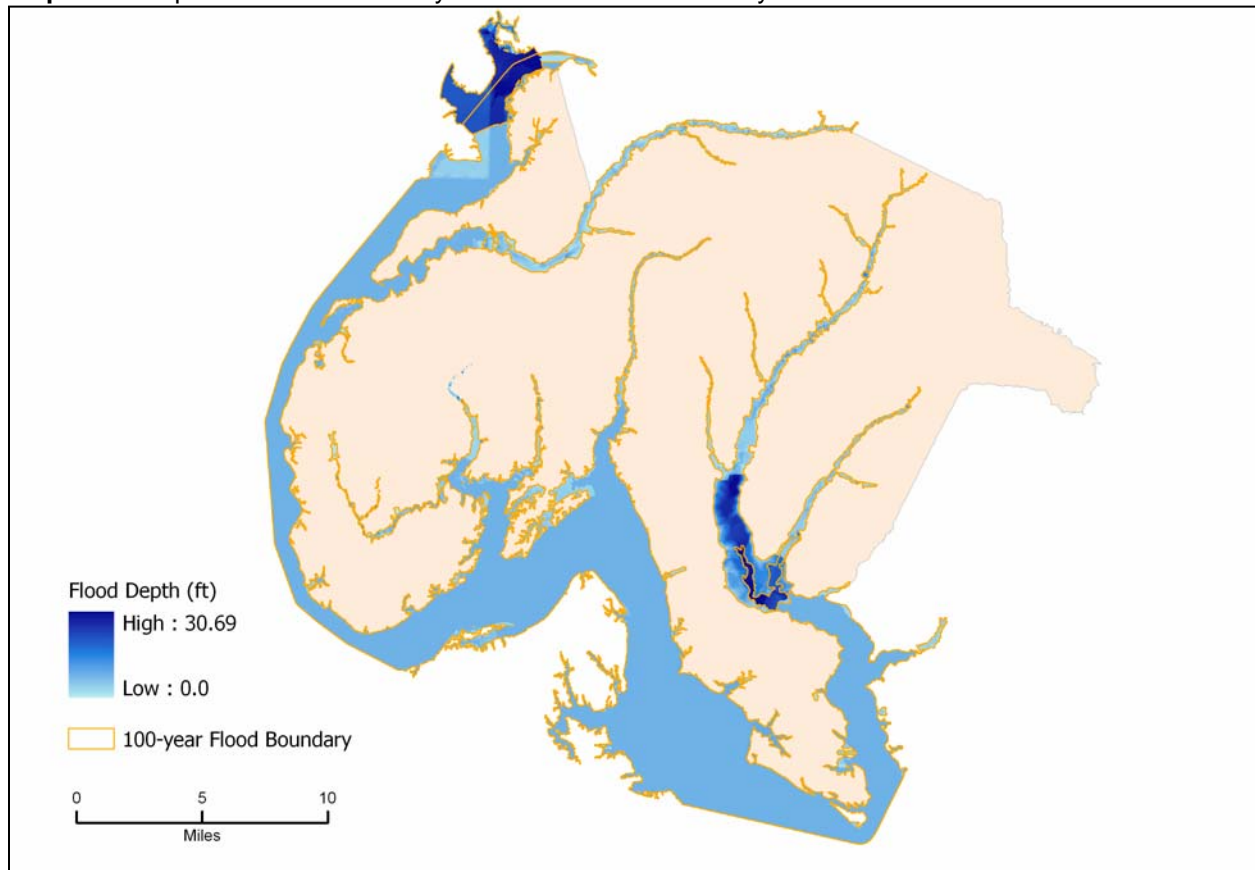 Flood Depth (ft)
High : 30.69
Low : 0.0
100-year Flood Boundary
0 5 10
Miles